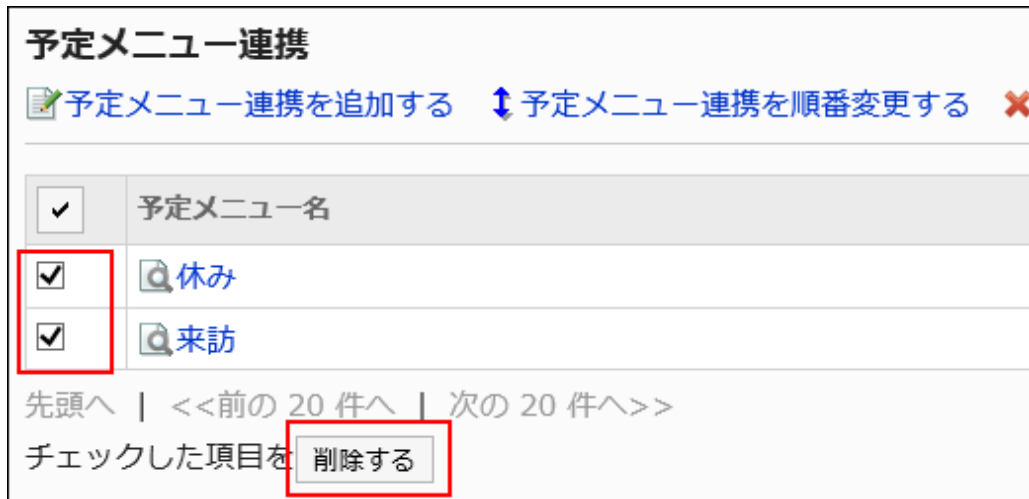 予定メニュー連携
予定メニュー連携を追加する 予定メニュー連携を順番変更する
予定メニュー名
休み
来訪
先頭へ | <<前の 20 件へ | 次の 20 件へ>>
チェックした項目を 削除する